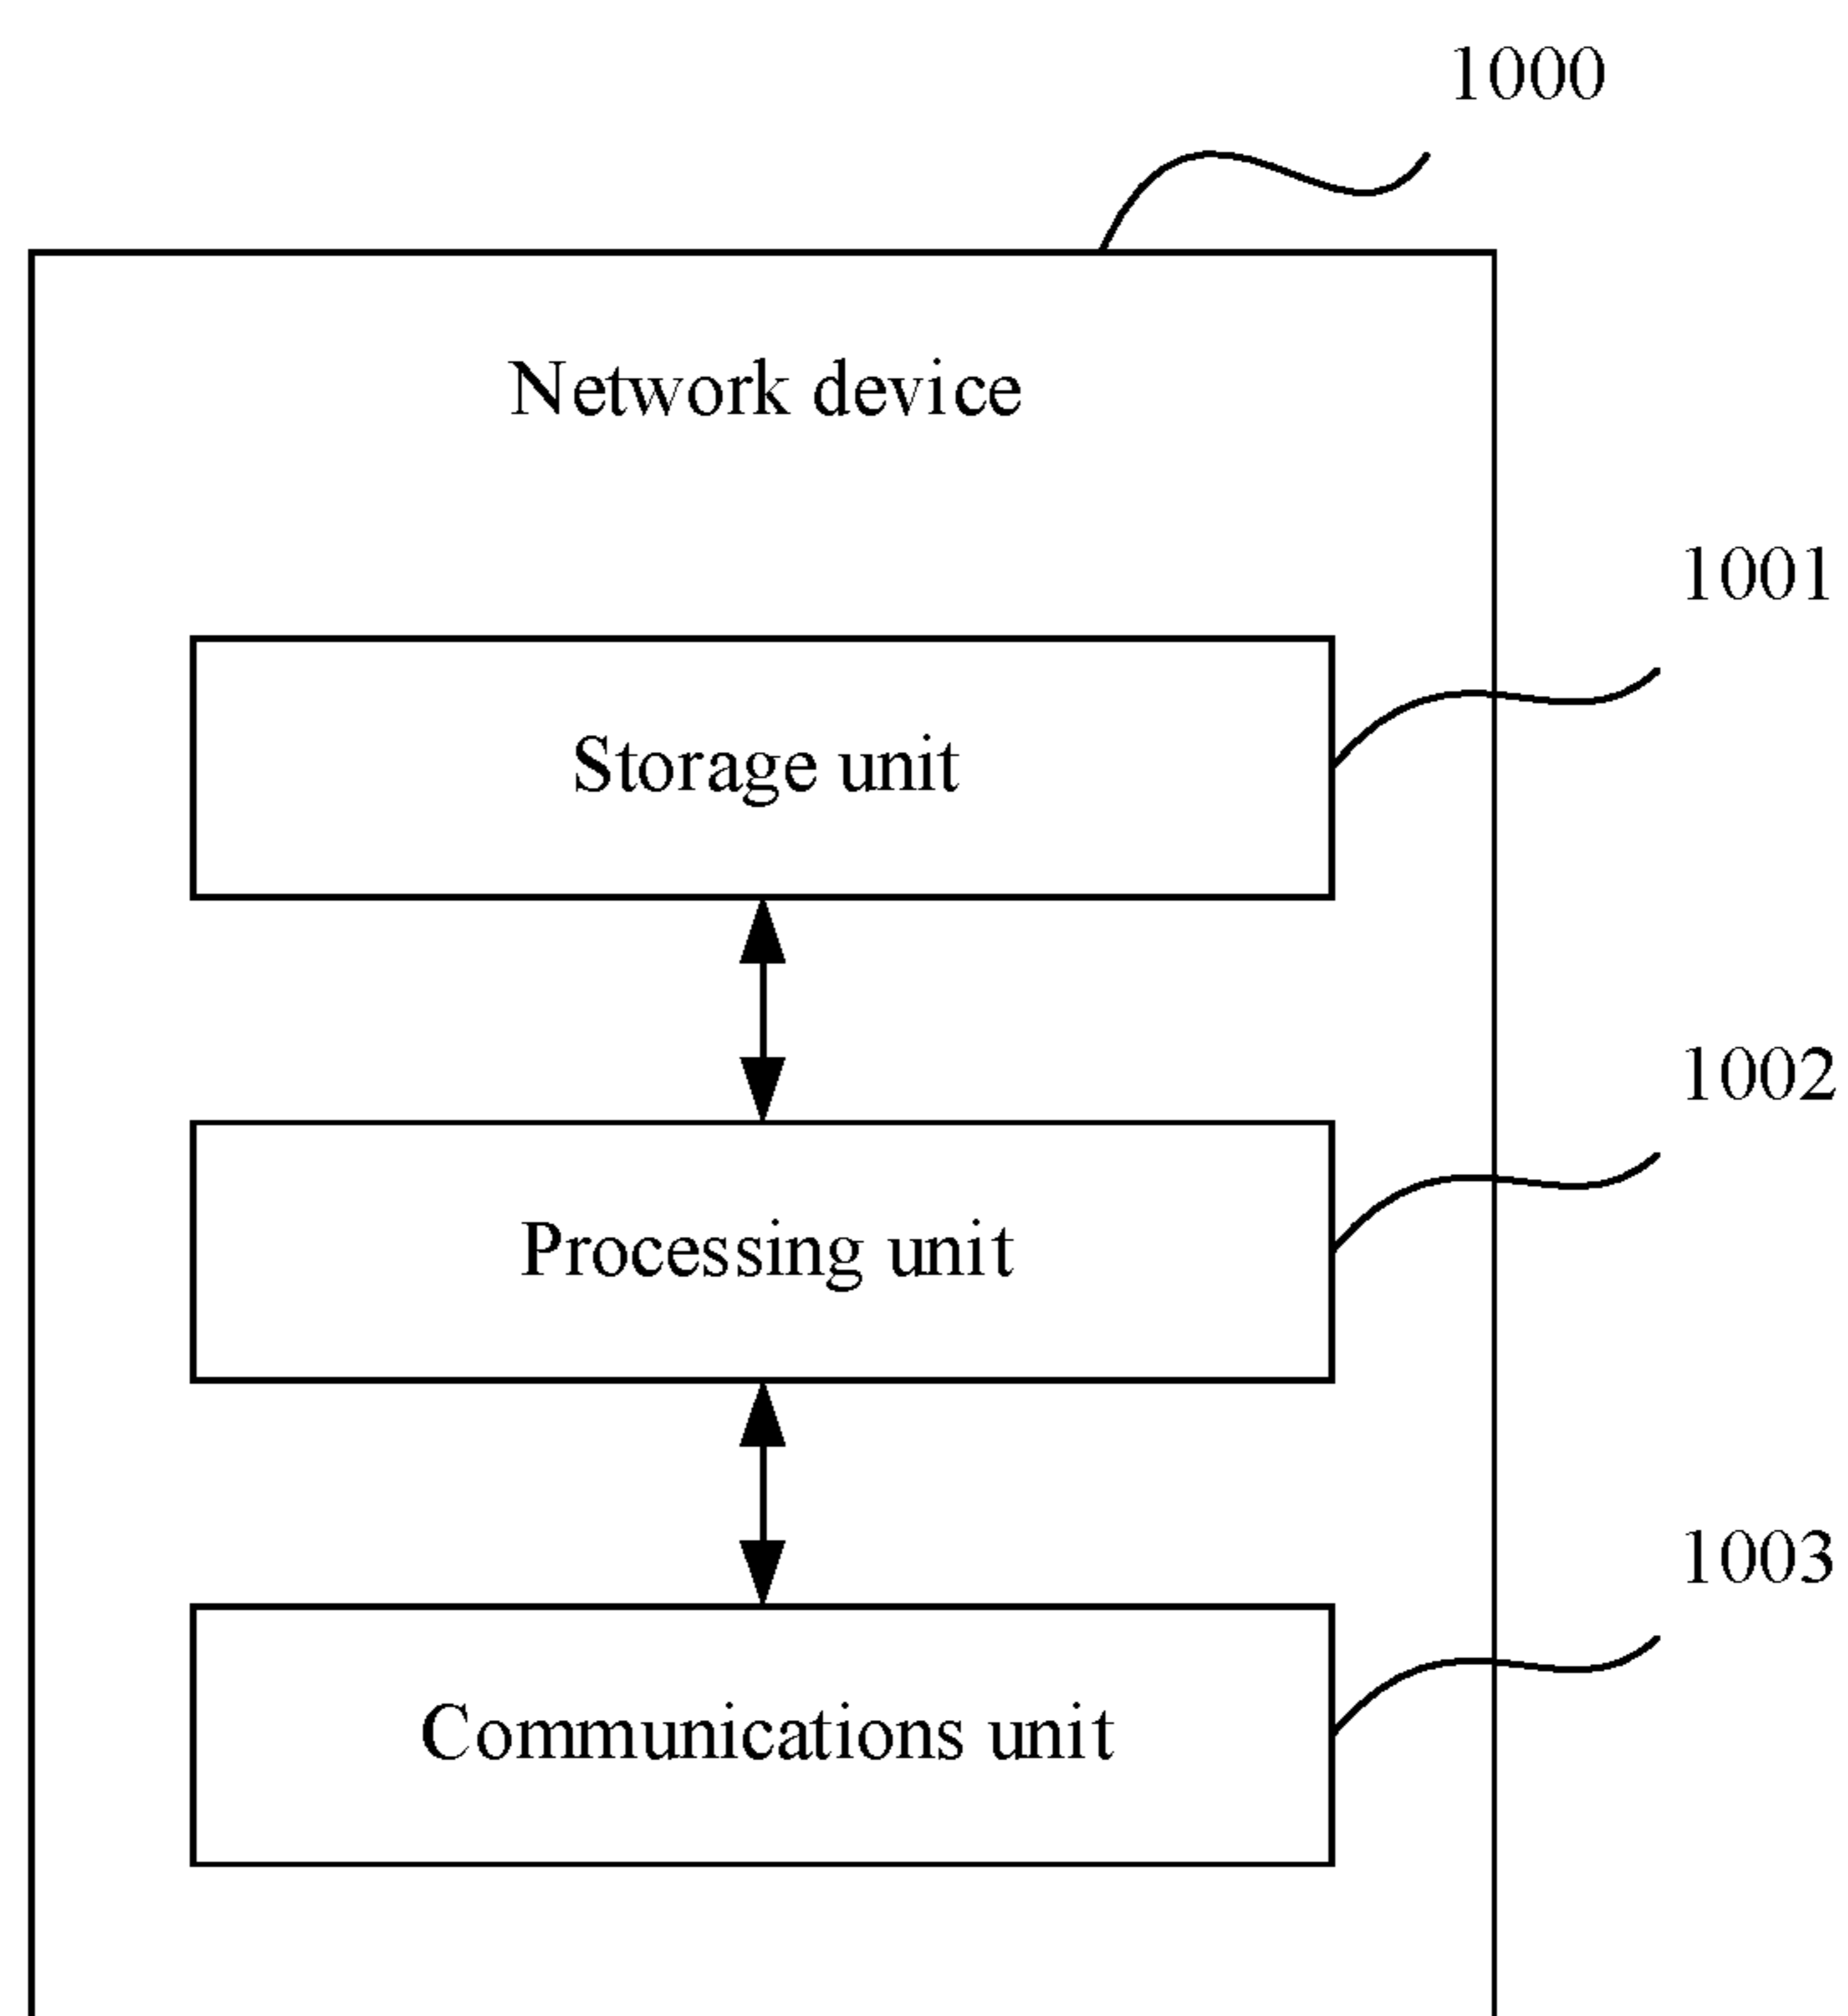 1000
Network device
1001
Storage unit
1002
Processing unit
1003
Communications unit